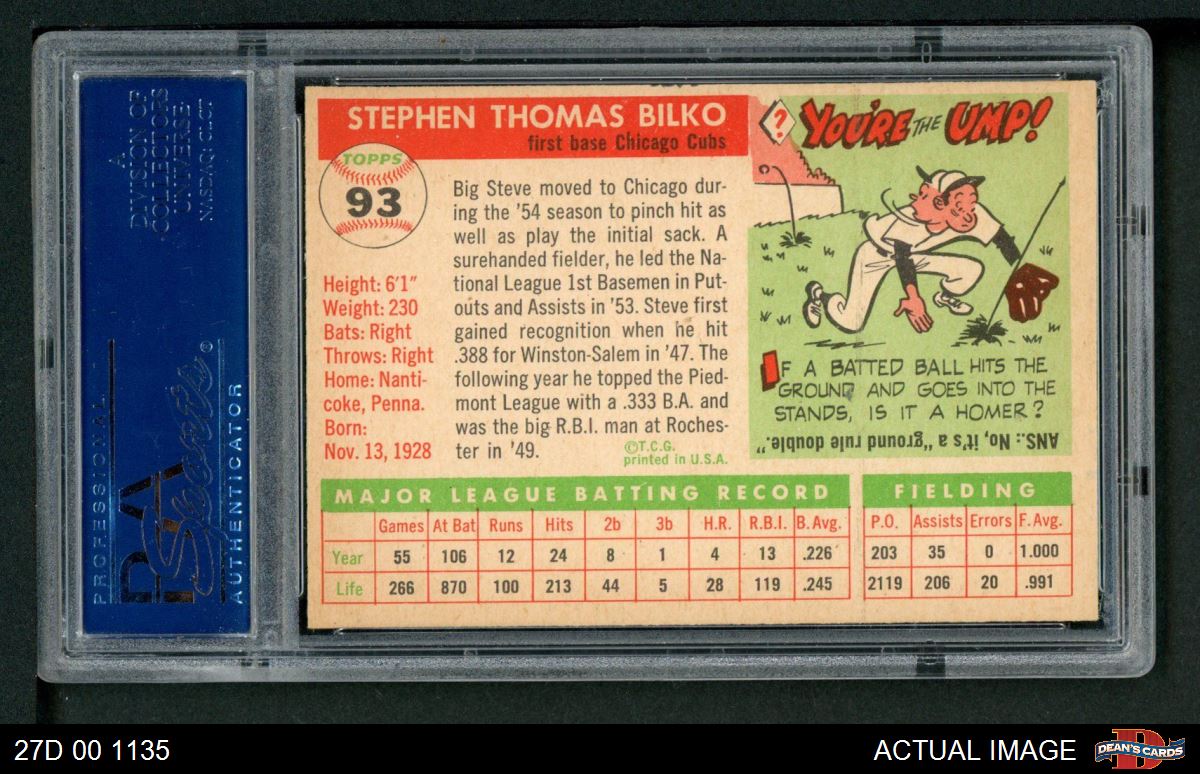 A
DIVISION OF
COLLECTORS
UNIVERSE
NASDAQ: CLCT
PROFESSIONAL
PSA
Sports®
AUTHENTICATOR
STEPHEN THOMAS BILKO
first base Chicago Cubs
TOPPS
93
Height: 6'1"
Weight: 230
Bats: Right
Throws: Right
Home: Nanti-
coke, Penna.
Born:
Nov. 13, 1928
Big Steve moved to Chicago dur-
ing the '54 season to pinch hit as
well as play the initial sack. A
surehanded fielder, he led the Na-
tional League 1st Basemen in Put-
outs and Assists in '53. Steve first
gained recognition when he hit
.388 for Winston-Salem in '47. The
following year he topped the Pied-
mont League with a .333 B.A. and
was the big R.B.I. man at Roches-
ter in '49.
©T.C.G.
printed in U.S.A.
?
YOU'RE THE UMP!
IF A BATTED BALL HITS THE
GROUND AND GOES INTO THE
STANDS, IS IT A HOMER?
ANS.: No, it's a "ground rule double."
MAJOR LEAGUE BATTING RECORD
Games At Bat Runs Hits 2b 3b H.R. R.B.I. B. Avg.
Year 55 106 12 24 8 1 4 13 .226
Life 266 870 100 213 44 5 28 119 .245
FIELDING
P.O. Assists Errors F. Avg.
203 35 0 1.000
2119 206 20 .991
27D 00 1135
ACTUAL IMAGE
DEAN'S CARDS